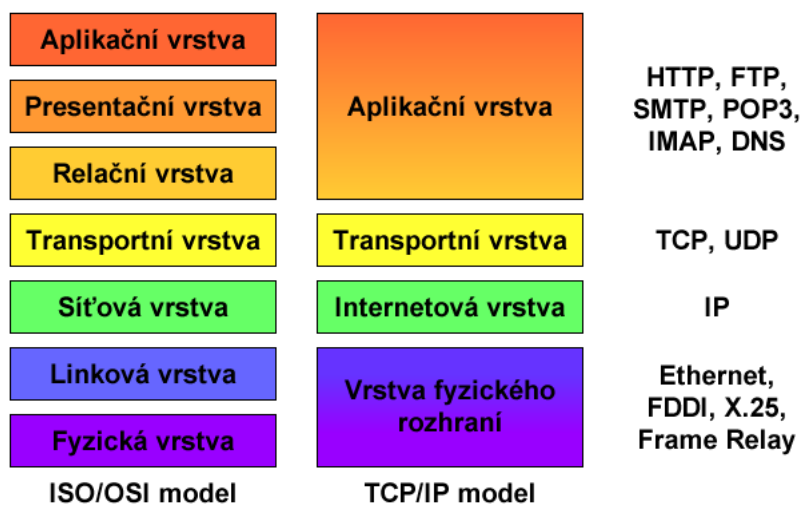 Aplikační vrstva
Presentační vrstva
Relační vrstva
Transportní vrstva
Síťová vrstva
Linková vrstva
Fyzická vrstva
ISO/OSI model
Aplikační vrstva
Transportní vrstva
Internetová vrstva
Vrstva fyzického
rozhraní
TCP/IP model
HTTP, FTP,
SMTP, POP3,
IMAP, DNS
TCP, UDP
IP
Ethernet,
FDDI, X.25,
Frame Relay